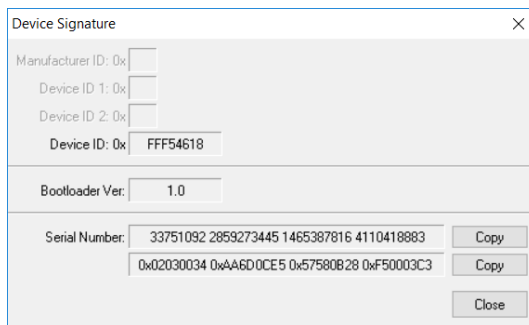 Device Signature
Manufacturer ID: 0x
Device ID 1: 0x
Device ID 2: 0x
Device ID: 0x FFF54618
Bootloader Ver: 1.0
Serial Number: 33751092 2859273445 1465387816 4110418883 Copy
0x02030034 0xAA6D0CE5 0x57580B28 0xF50003C3 Copy
Close